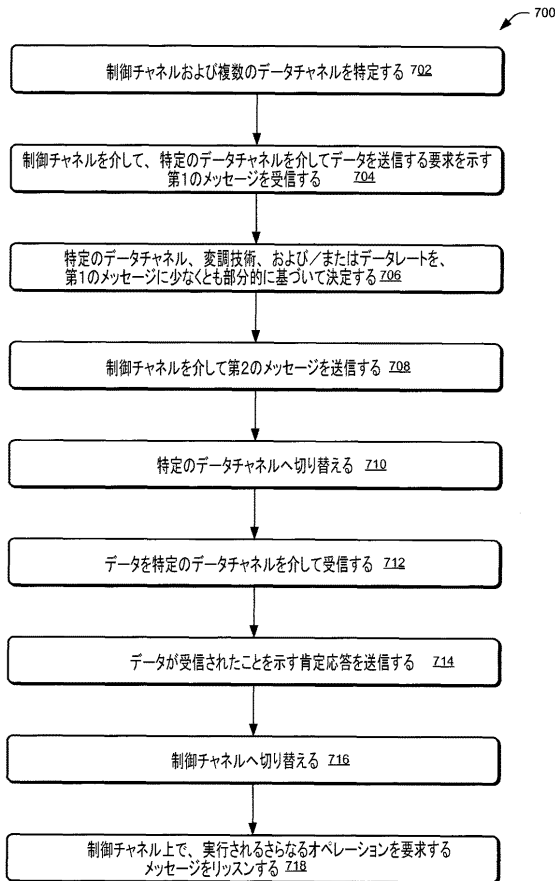 700
制御チャネルおよび複数のデータチャネルを特定する 702
制御チャネルを介して、特定のデータチャネルを介してデータを送信する要求を示す
第1のメッセージを受信する 704
特定のデータチャネル、変調技術、および／またはデータレートを、
第1のメッセージに少なくとも部分的に基づいて決定する 706
制御チャネルを介して第2のメッセージを送信する 708
特定のデータチャネルへ切り替える 710
データを特定のデータチャネルを介して受信する 712
データが受信されたことを示す肯定応答を送信する 714
制御チャネルへ切り替える 716
制御チャネル上で、実行されるさらなるオペレーションを要求する
メッセージをリッスンする 718